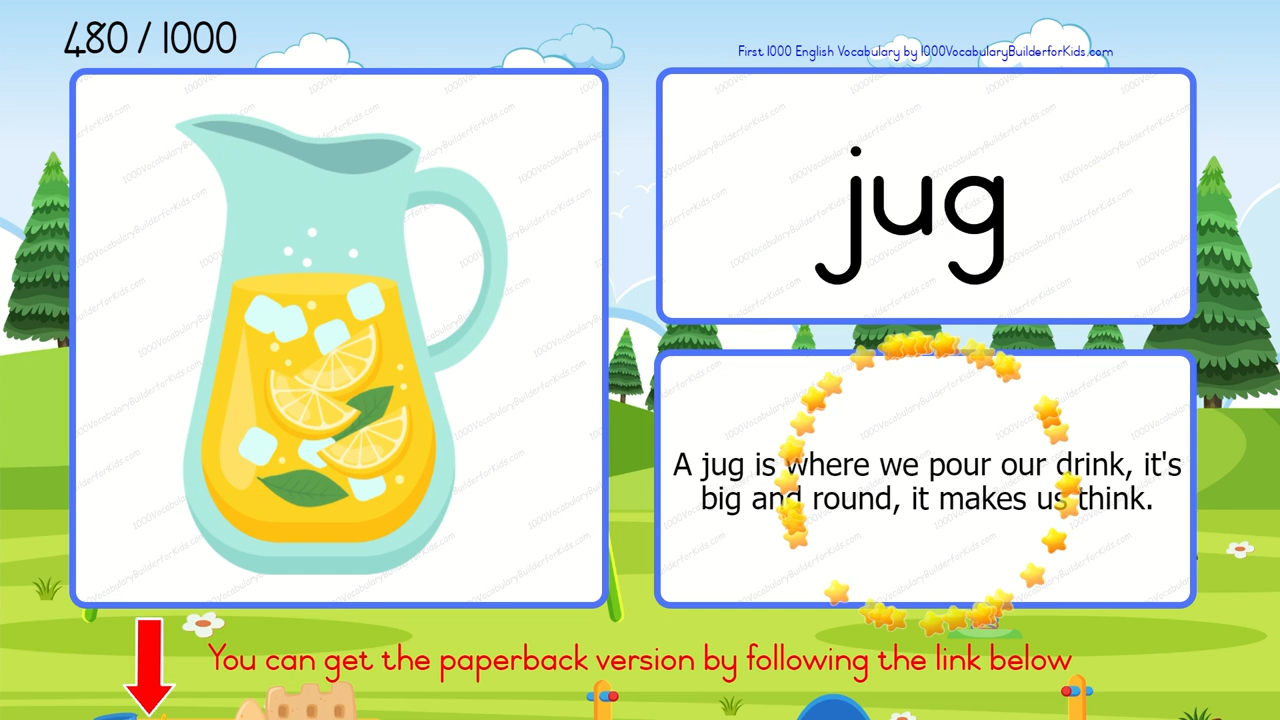 480 / 1000
First 1000 English Vocabulary by 1000VocabularyBuilderforKids.com
jug
A jug is where we pour our drink, it's
big and round, it makes us think.
You can get the paperback version by following the link below